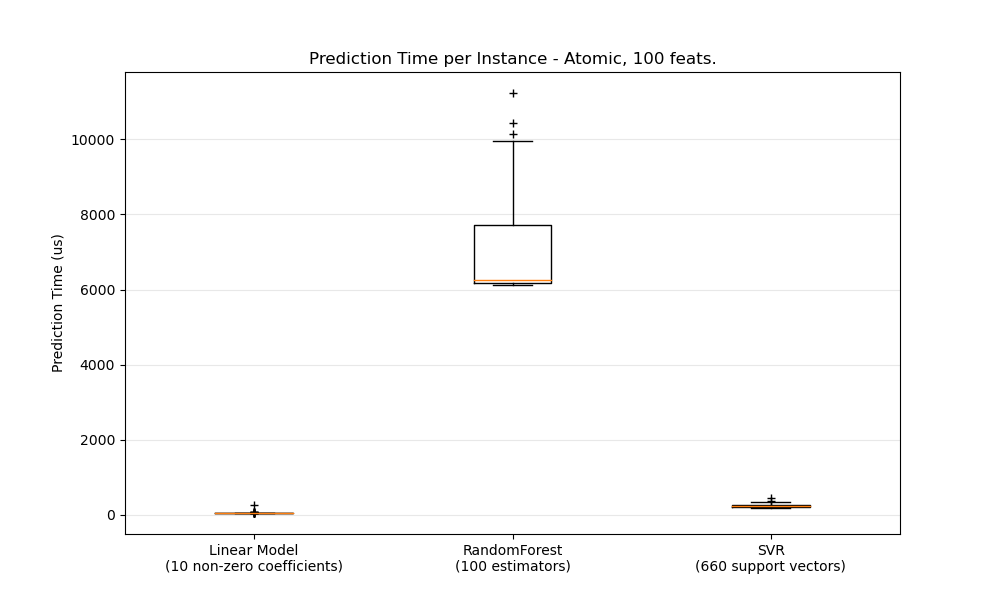 Prediction Time per Instance - Atomic, 100 feats.
Prediction Time (us)
10000
8000
6000
4000
2000
0
Linear Model
(10 non-zero coefficients)
RandomForest
(100 estimators)
SVR
(660 support vectors)